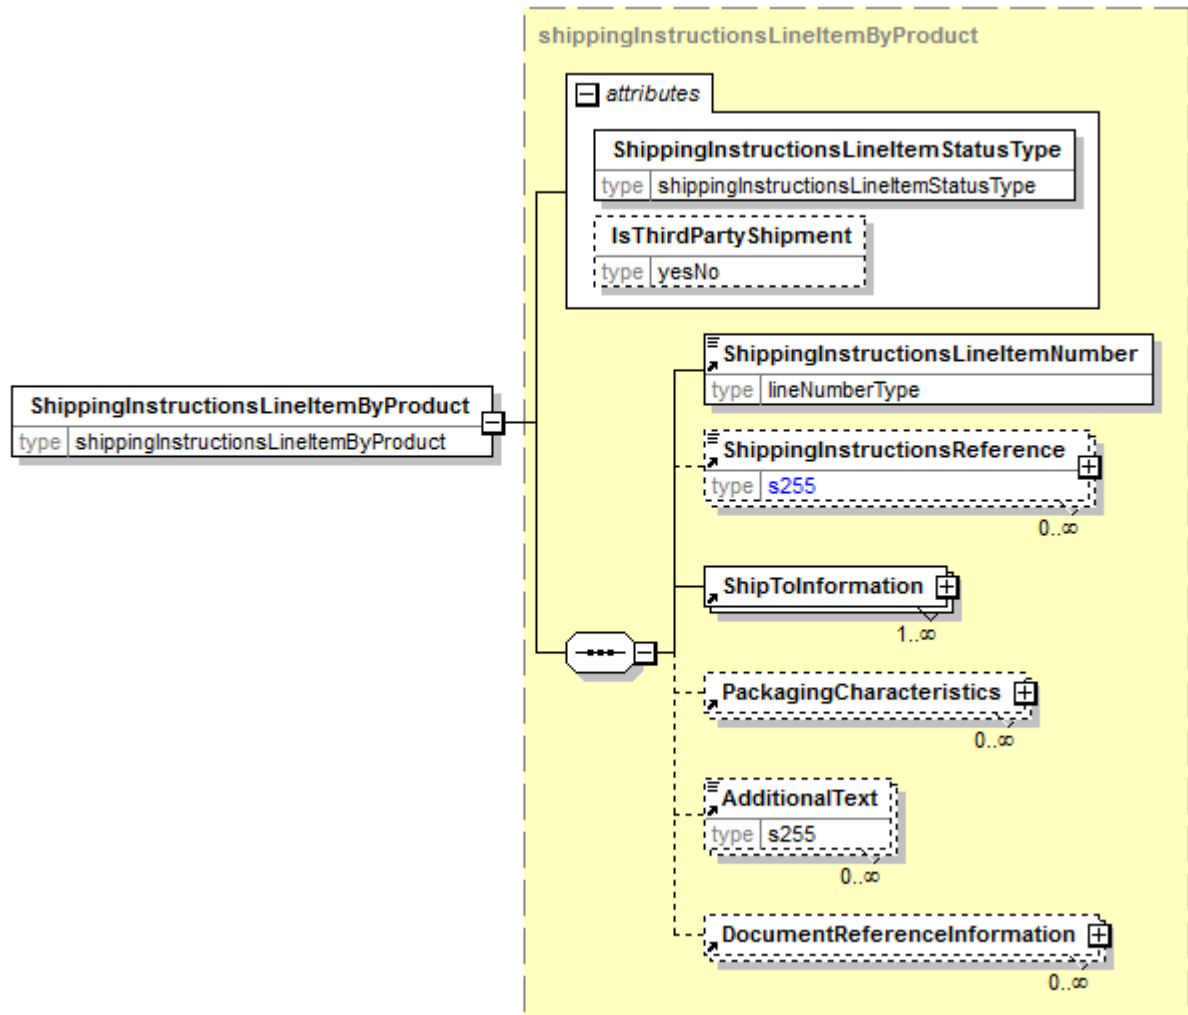 shippingInstructionsLineItemByProduct
attributes
ShippingInstructionsLineItemStatusType
type shippingInstructionsLineItemStatusType
IsThirdPartyShipment
type yesNo
ShippingInstructionsLineItemNumber
type lineNumberType
ShippingInstructionsLineItemByProduct
type shippingInstructionsLineItemByProduct
ShippingInstructionsReference
type s255
0..∞
ShipToInformation
1..∞
PackagingCharacteristics
0..∞
AdditionalText
type s255
0..∞
DocumentReferenceInformation
0..∞